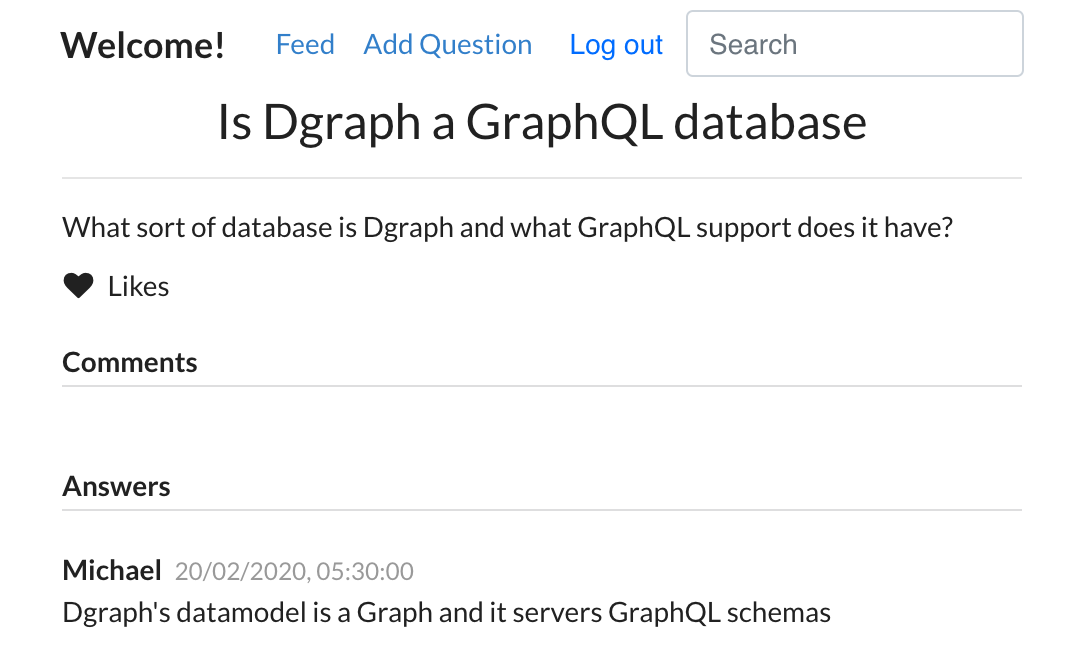 Welcome! Feed Add Question Log out Search
Is Dgraph a GraphQL database
What sort of database is Dgraph and what GraphQL support does it have?
Likes
Comments
Answers
Michael 20/02/2020, 05:30:00
Dgraph's datamodel is a Graph and it servers GraphQL schemas